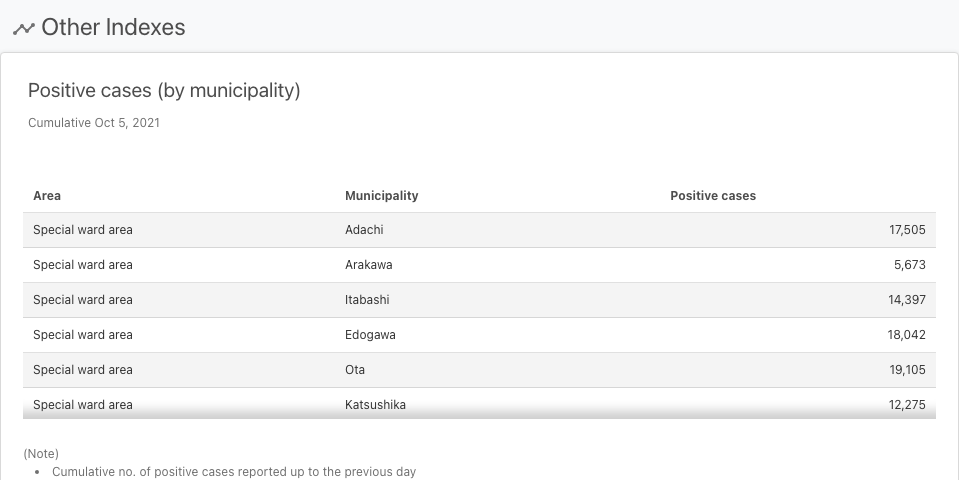 Other Indexes
Positive cases (by municipality)
Cumulative Oct 5, 2021
Area Municipality Positive cases
Special ward area Adachi 17,505
Special ward area Arakawa 5,673
Special ward area Itabashi 14,397
Special ward area Edogawa 18,042
Special ward area Ota 19,105
Special ward area Katsushika 12,275
(Note)
• Cumulative no. of positive cases reported up to the previous day